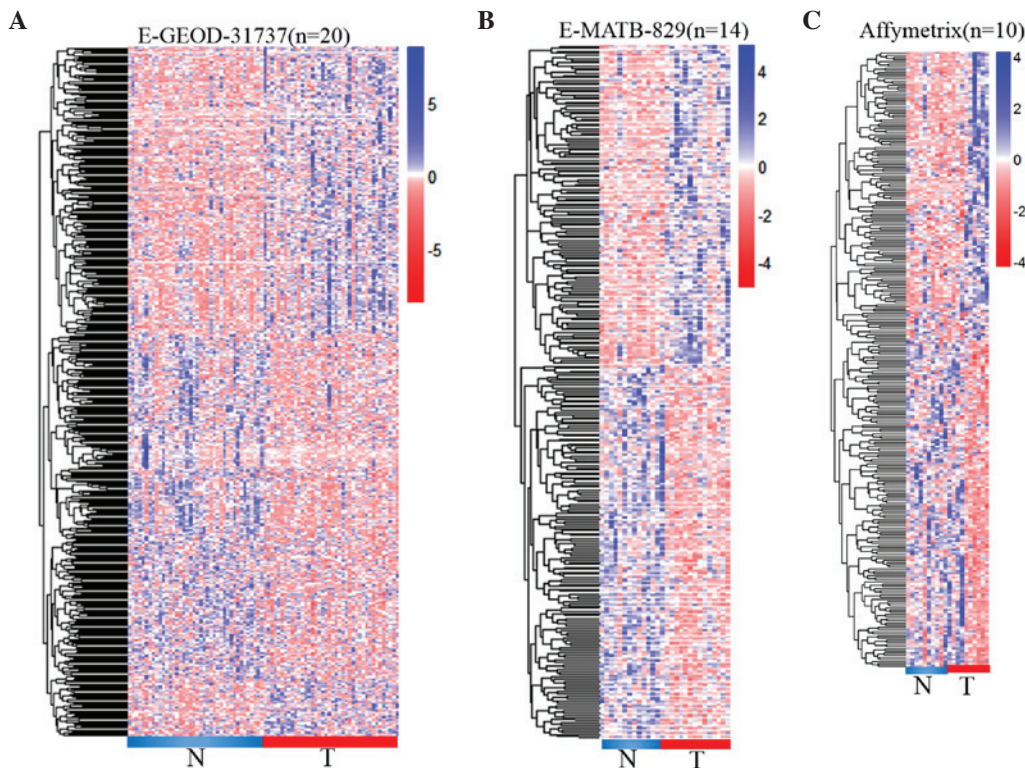 A
E-GEOD-31737(n=20)
5
0
-5
N
T
B
E-MATB-829(n=14)
4
2
0
-2
-4
N
T
C
Affymetrix(n=10)
4
2
0
-2
-4
N
T